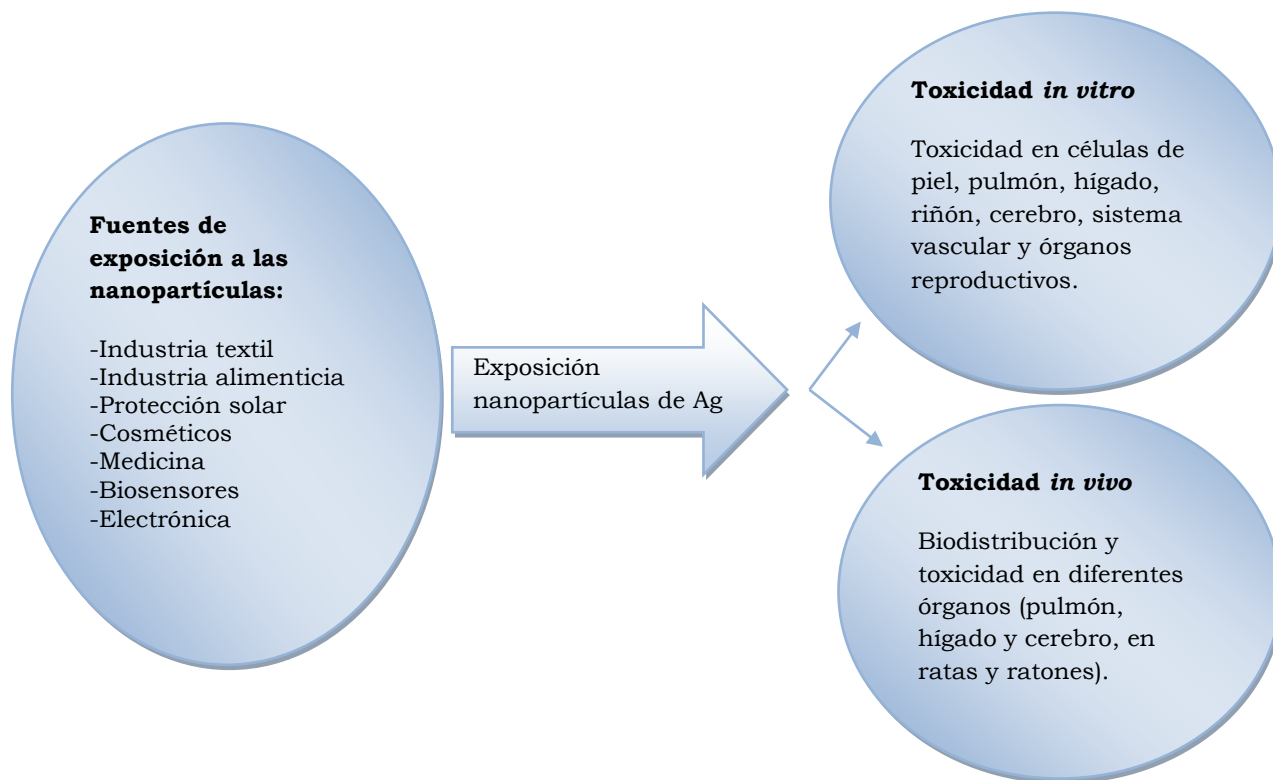 Fuentes de
exposición a las
nanopartículas:
-Industria textil
-Industria alimenticia
-Protección solar
-Cosméticos
-Medicina
-Biosensores
-Electrónica
Exposición
nanopartículas de Ag
Toxicidad in vitro
Toxicidad en células de
piel, pulmón, hígado,
riñón, cerebro, sistema
vascular y órganos
reproductivos.
Toxicidad in vivo
Biodistribución y
toxicidad en diferentes
órganos (pulmón,
hígado y cerebro, en
ratas y ratones).